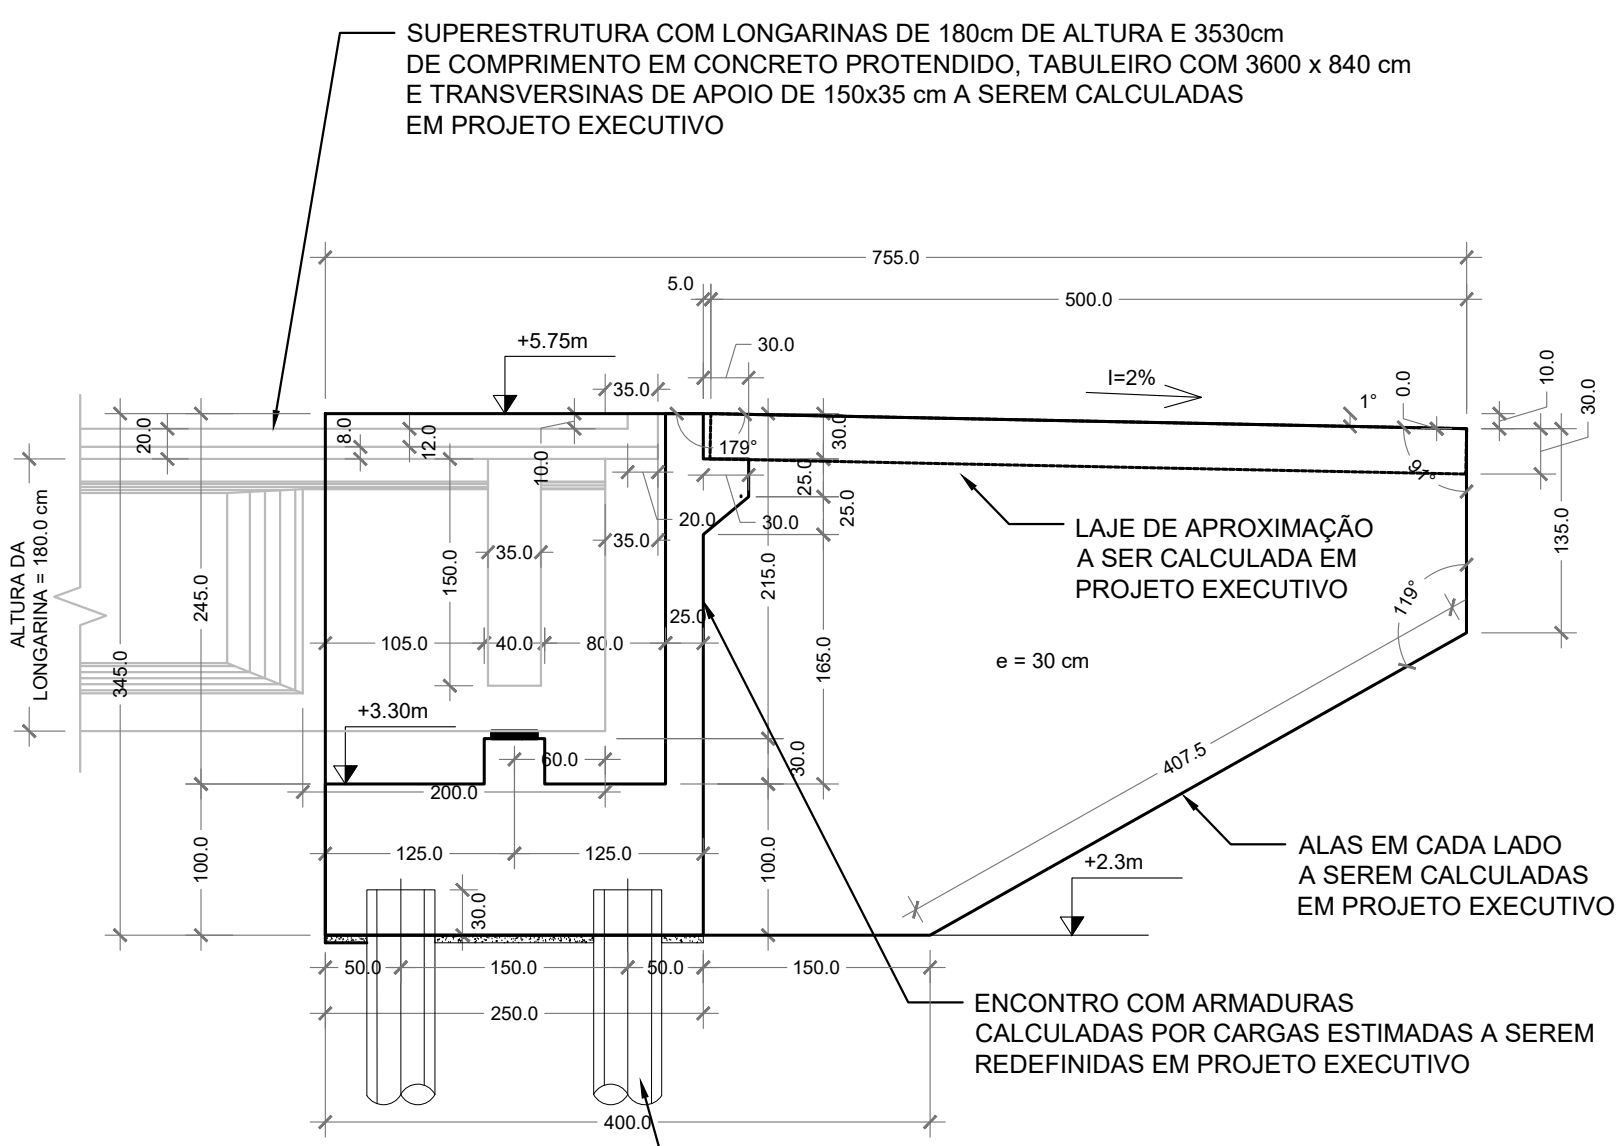 SUPERESTRUTURA COM LONGARINAS DE 180cm DE ALTURA E 3530cm
DE COMPRIMENTO EM CONCRETO PROTENDIDO, TABULEIRO COM 3600 x 840 cm
E TRANSVERSINAS DE APOIO DE 150x35 cm A SEREM CALCULADAS
EM PROJETO EXECUTIVO
755.0
5.0
500.0
+5.75m
30.0
35.0
I=2%
1°
0.0
10.0
30.0
20.0
8.0
12.0
10.0
179°
30.0
25.0
25.0
97°
135.0
20.0
30.0
35.0
35.0
150.0
215.0
LAJE DE APROXIMAÇÃO
A SER CALCULADA EM
PROJETO EXECUTIVO
ALTURA DA
LONGARINA = 180.0 cm
345.0
245.0
105.0
40.0
80.0
25.0
165.0
119°
e = 30 cm
+3.30m
60.0
30.0
200.0
407.5
100.0
125.0
125.0
100.0
30.0
+2.3m
ALAS EM CADA LADO
A SEREM CALCULADAS
EM PROJETO EXECUTIVO
50.0
150.0
50.0
150.0
250.0
ENCONTRO COM ARMADURAS
CALCULADAS POR CARGAS ESTIMADAS A SEREM
REDEFINIDAS EM PROJETO EXECUTIVO
400.0